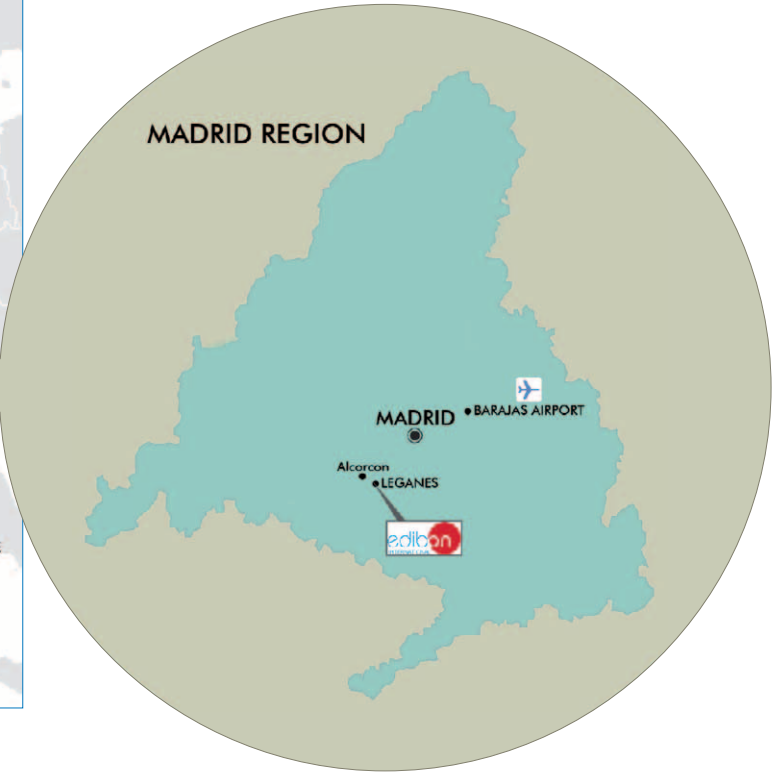 MADRID REGION
BARAJAS AIRPORT
MADRID
Alcorcon
LEGANES
edibon